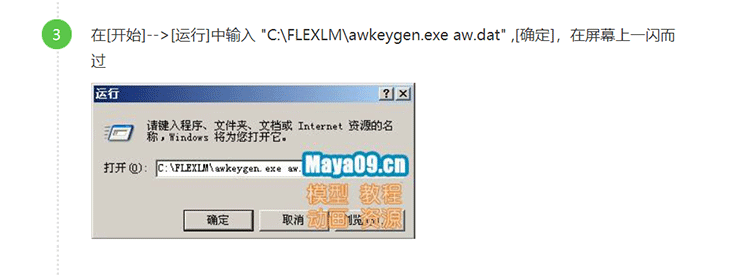 3
在[开始]-->[运行]中输入 "C:\FLEXLM\awkeygen.exe aw.dat" ,[确定]，在屏幕上一闪而
过
运行
请键入程序、文件夹、文档或 Internet 资源的名
称，Windows 将为您打开它。
打开(O): C:\FLEXLM\awkeygen.exe aw.
Maya09.cn
模型 教程
动画 资源
确定 取消 浏览